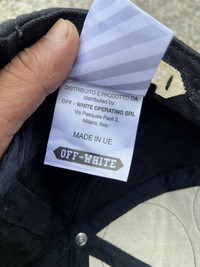 DISTRIBUITO E PRODOTTO DA
distributed by:
OFF - WHITE OPERATING SRL
Via Pasquale Paoli 3,
Milano, Italy
MADE IN UE
OFF-WHITE